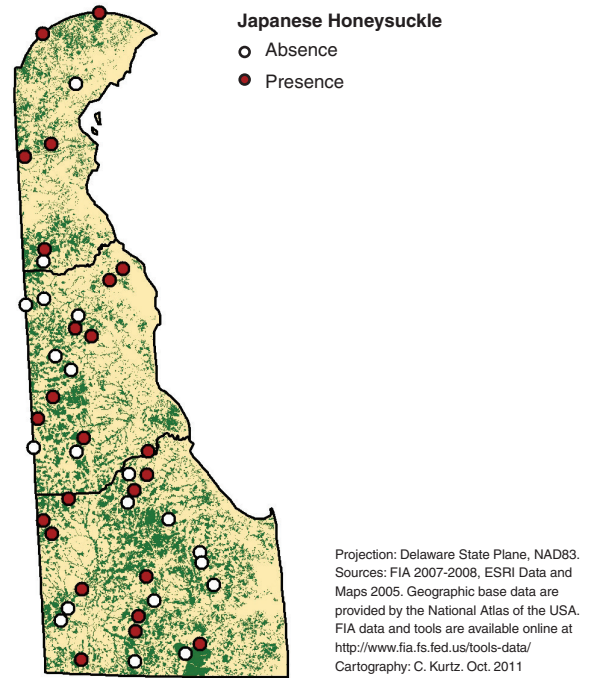 Japanese Honeysuckle
Absence
Presence
Projection: Delaware State Plane, NAD83.
Sources: FIA 2007-2008, ESRI Data and
Maps 2005. Geographic base data are
provided by the National Atlas of the USA.
FIA data and tools are available online at
http://www.fia.fs.fed.us/tools-data/
Cartography: C. Kurtz. Oct. 2011